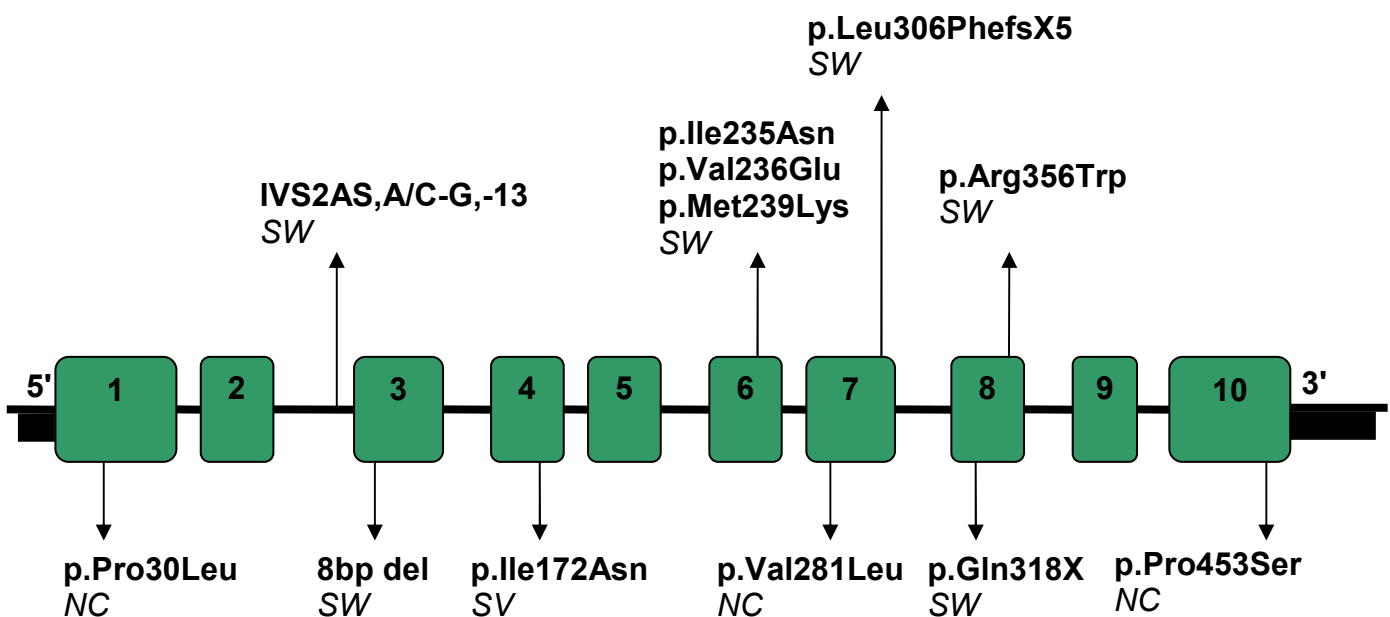 p.Leu306PhefsX5
SW
p.Ile235Asn
p.Val236Glu
p.Met239Lys
SW
p.Arg356Trp
SW
IVS2AS,A/C-G,-13
SW
5' 1 2 3 4 5 6 7 8 9 10 3'
p.Pro30Leu
NC
8bp del
SW
p.Ile172Asn
SV
p.Val281Leu
NC
p.Gln318X
SW
p.Pro453Ser
NC